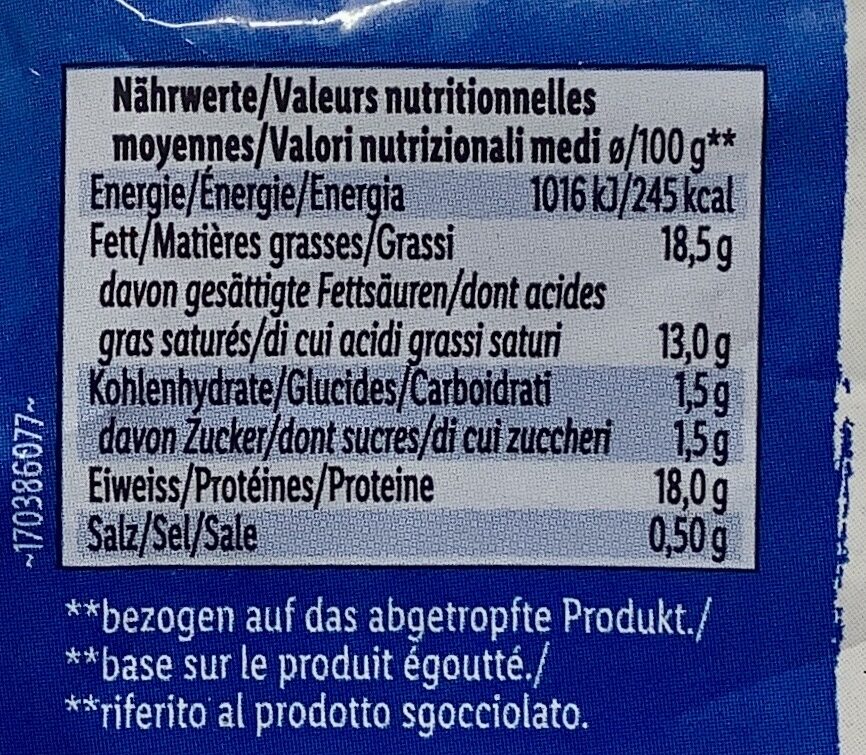 Nährwerte/Valeurs nutritionnelles
moyennes/Valori nutrizionali medi ø/100 g**
Energie/Énergie/Energia 1016 kJ/245 kcal
Fett/Matières grasses/Grassi 18,5 g
davon gesättigte Fettsäuren/dont acides
gras saturés/di cui acidi grassi saturi 13,0 g
Kohlenhydrate/Glucides/Carboidrati 1,5 g
davon Zucker/dont sucres/di cui zuccheri 1,5 g
Eiweiss/Protéines/Proteine 18,0 g
Salz/Sel/Sale 0,50 g
**bezogen auf das abgetropfte Produkt./
**base sur le produit égoutté./
**riferito al prodotto sgocciolato.
~170386077~